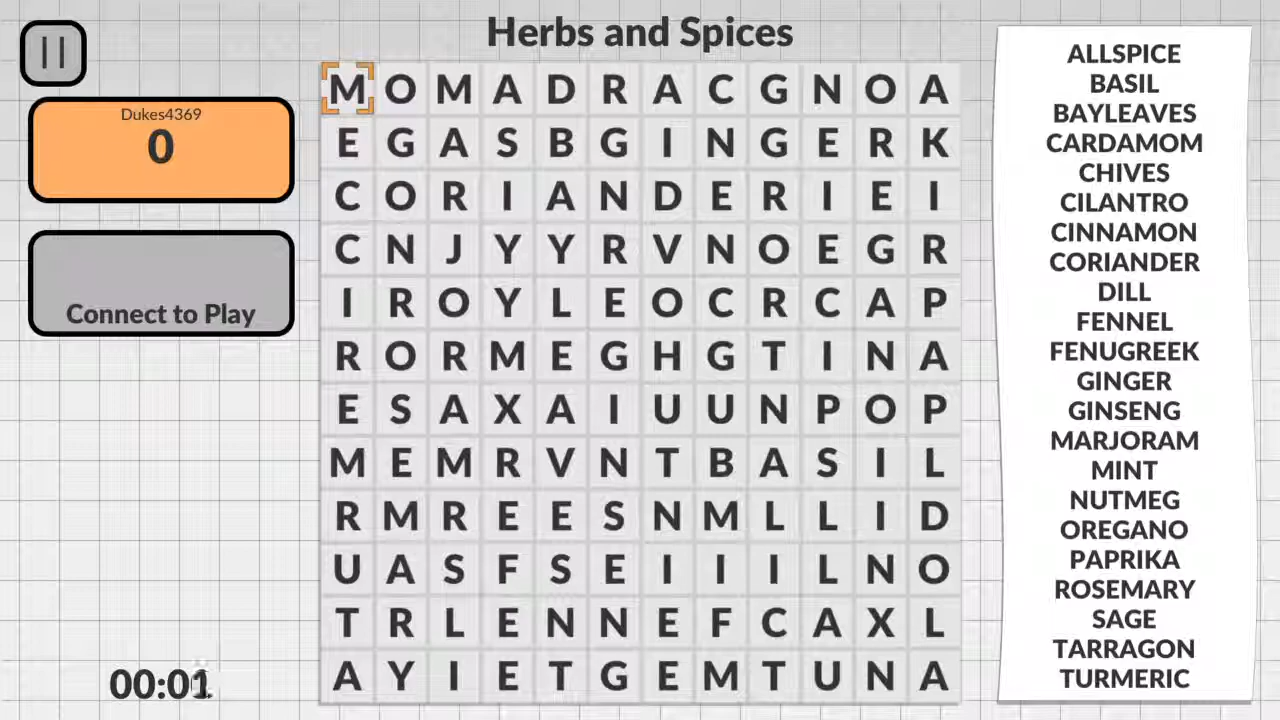 Herbs and Spices
Dukes4369
0
Connect to Play
00:01
M O M A D R A C G N O A
E G A S B G I N G E R K
C O R I A N D E R I E I
C N J Y Y R V N O E G R
I R O Y L E O C R C A P
R O R M E G H G T I N A
E S A X A I U U N P O P
M E M R V N T B A S I L
R M R E E S N M L L I D
U A S F S E I I I L N O
T R L E N N E F C A X L
A Y I E T G E M T U N A
ALLSPICE
BASIL
BAYLEAVES
CARDAMOM
CHIVES
CILANTRO
CINNAMON
CORIANDER
DILL
FENNEL
FENUGREEK
GINGER
GINSENG
MARJORAM
MINT
NUTMEG
OREGANO
PAPRIKA
ROSEMARY
SAGE
TARRAGON
TURMERIC